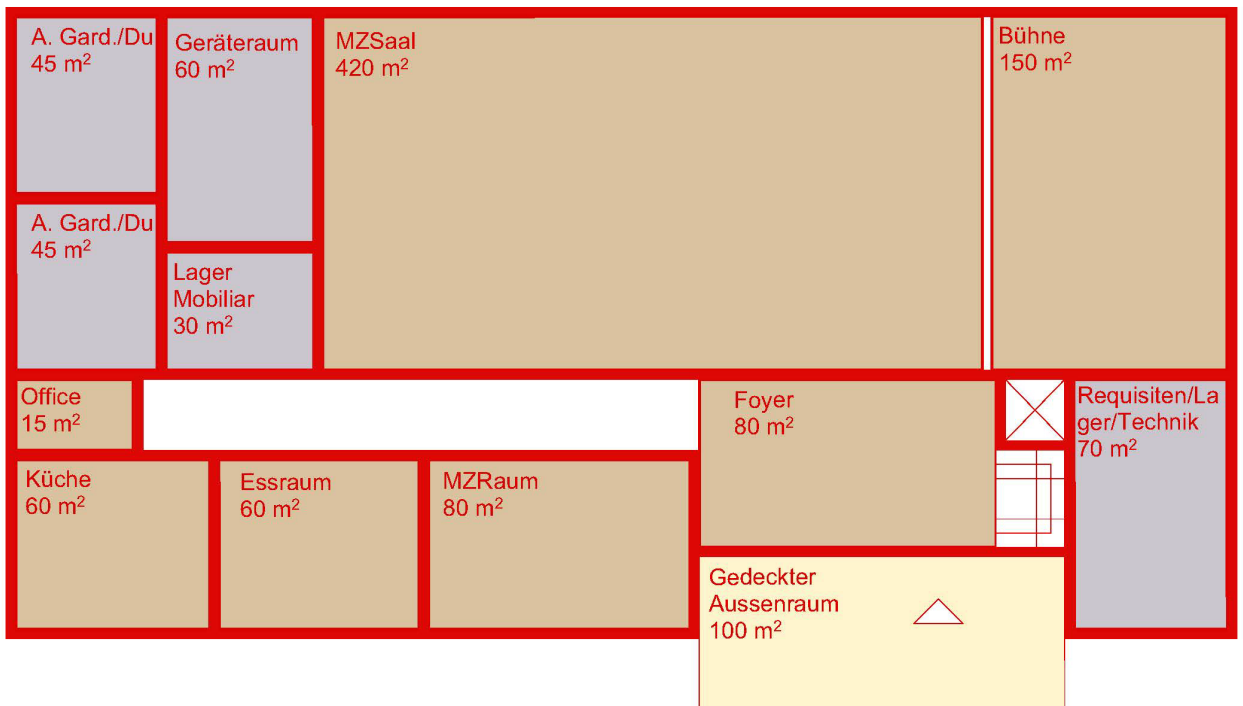 A. Gard./Du
45 m²
Geräteraum
60 m²
MZSaal
420 m²
Bühne
150 m²
A. Gard./Du
45 m²
Lager
Mobiliar
30 m²
Office
15 m²
Foyer
80 m²
Requisiten/La
ger/Technik
70 m²
Küche
60 m²
Essraum
60 m²
MZRaum
80 m²
Gedeckter
Aussenraum
100 m²